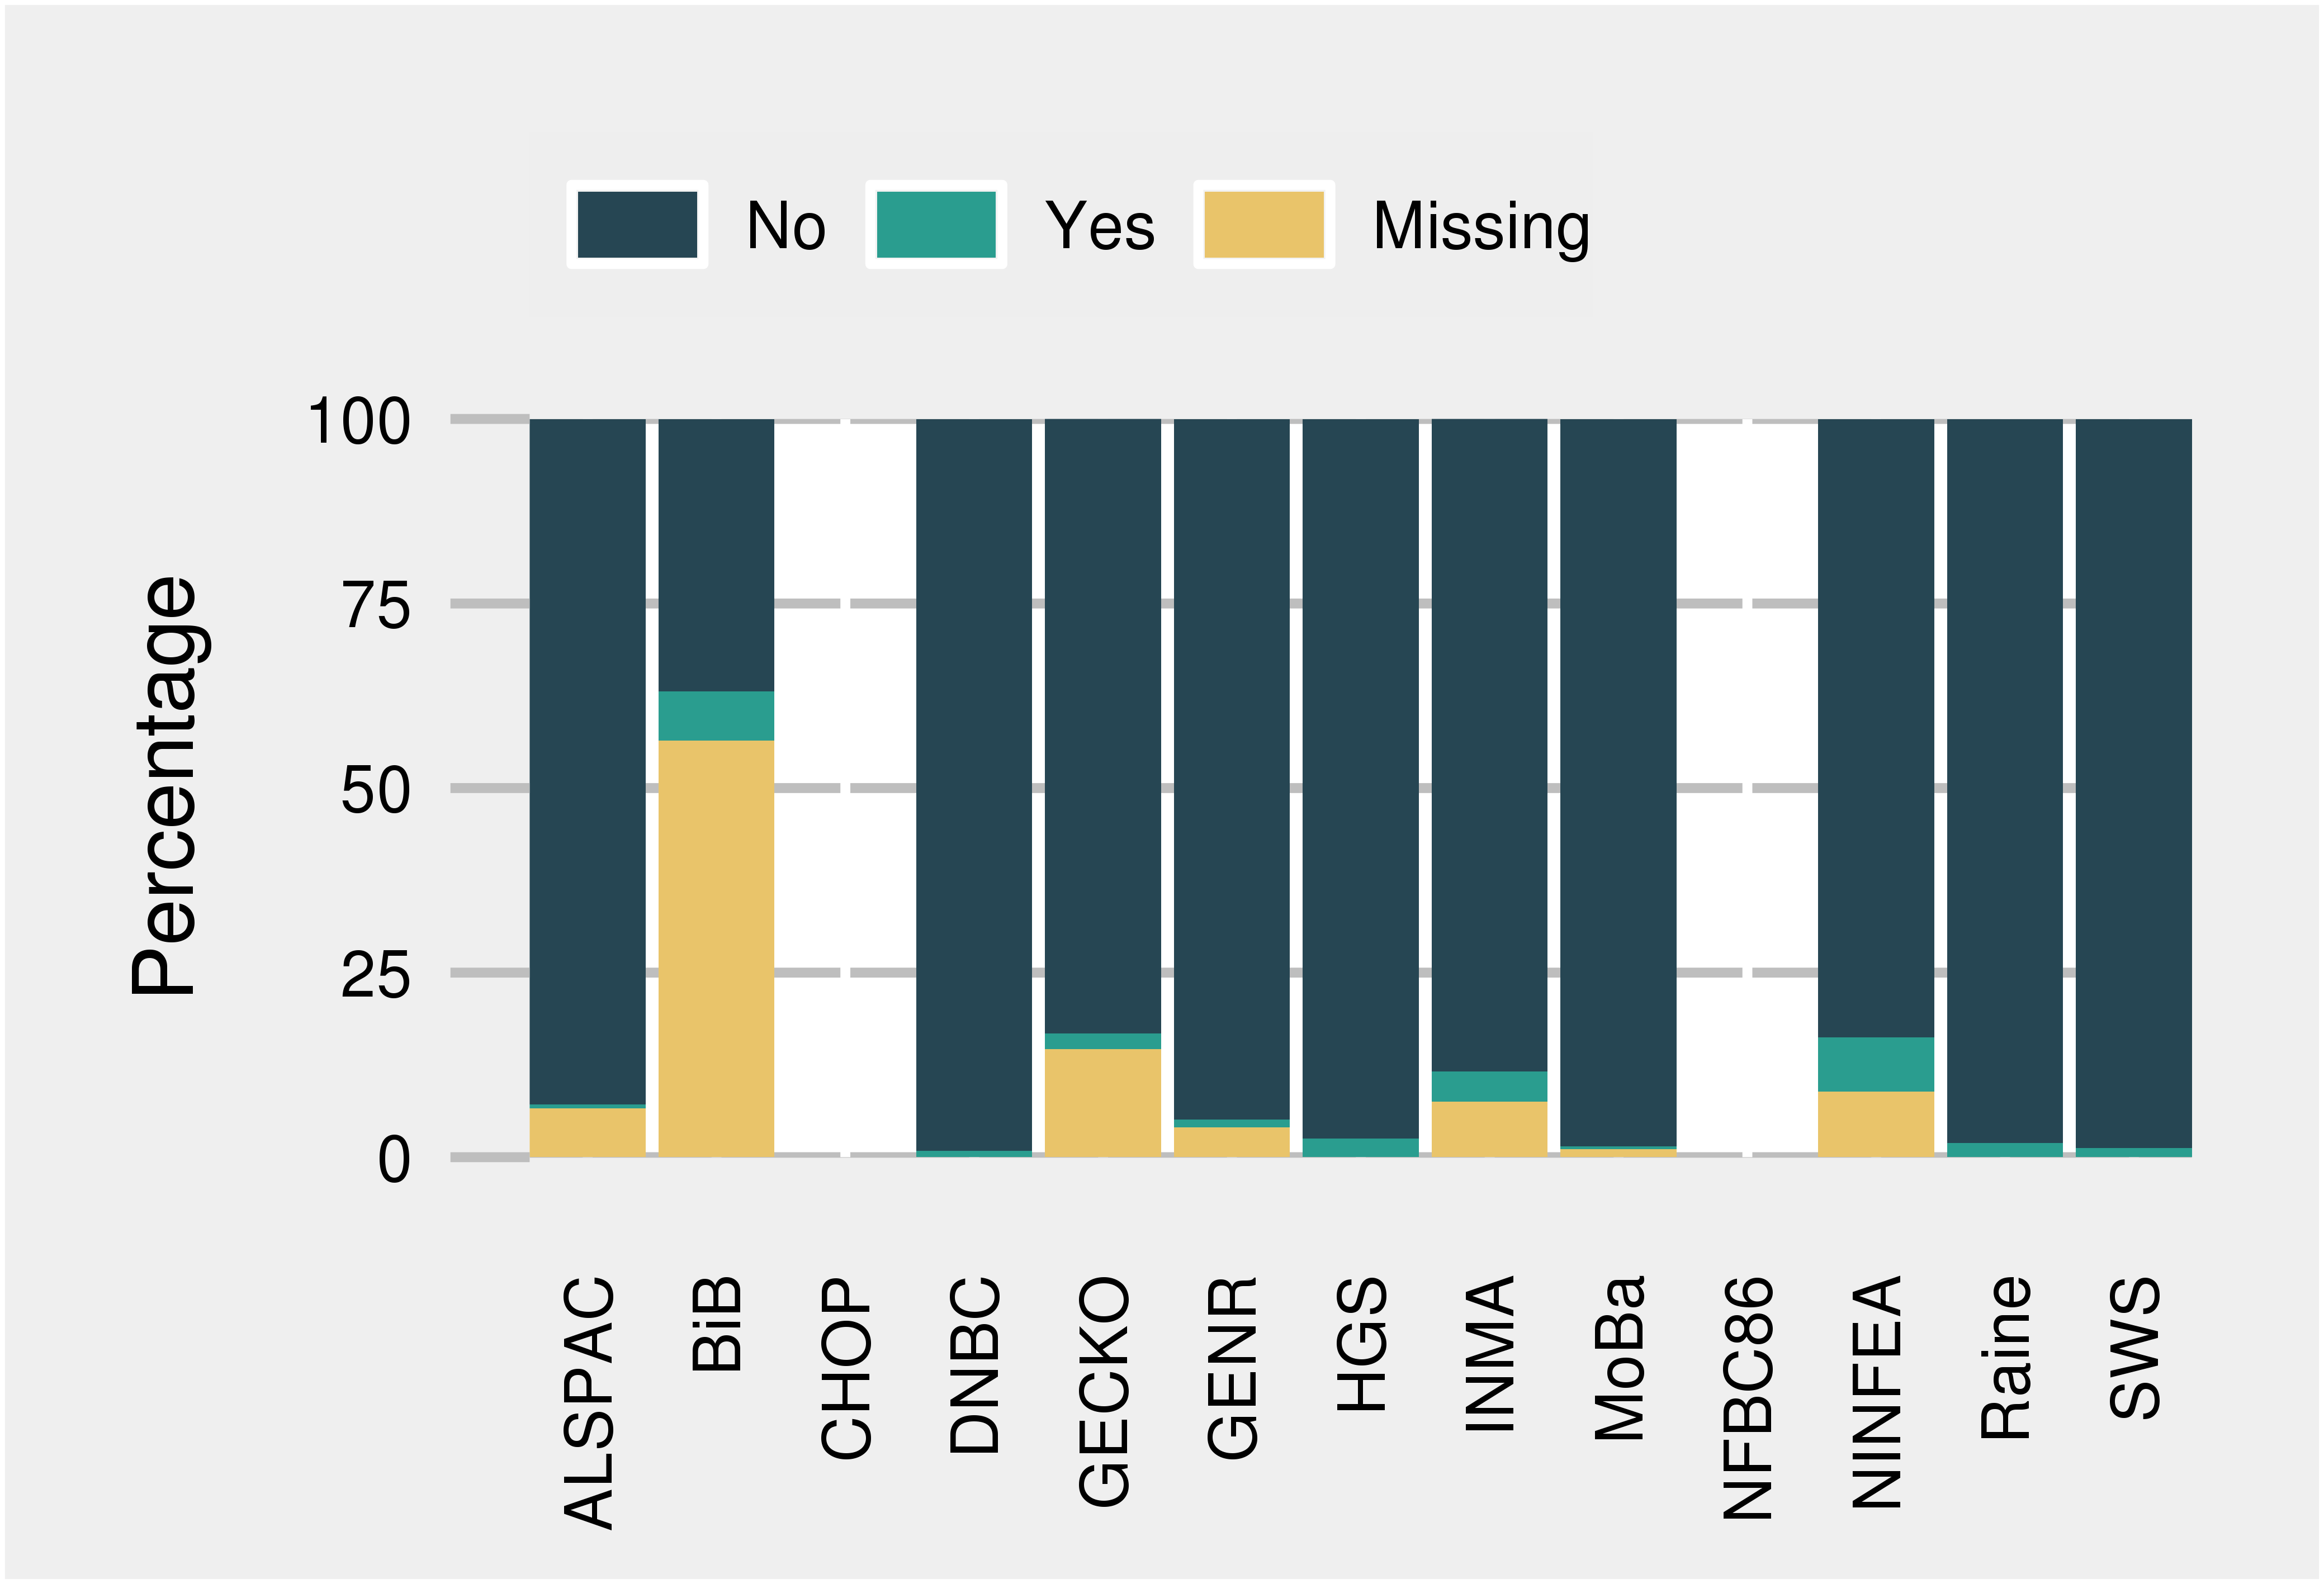 No Yes Missing
Percentage
100
75
50
25
0
ALSPAC
BiB
CHOP
DNBC
GECKO
GENR
HGS
INMA
MoBa
NFBC86
NINFEA
Raine
SWS